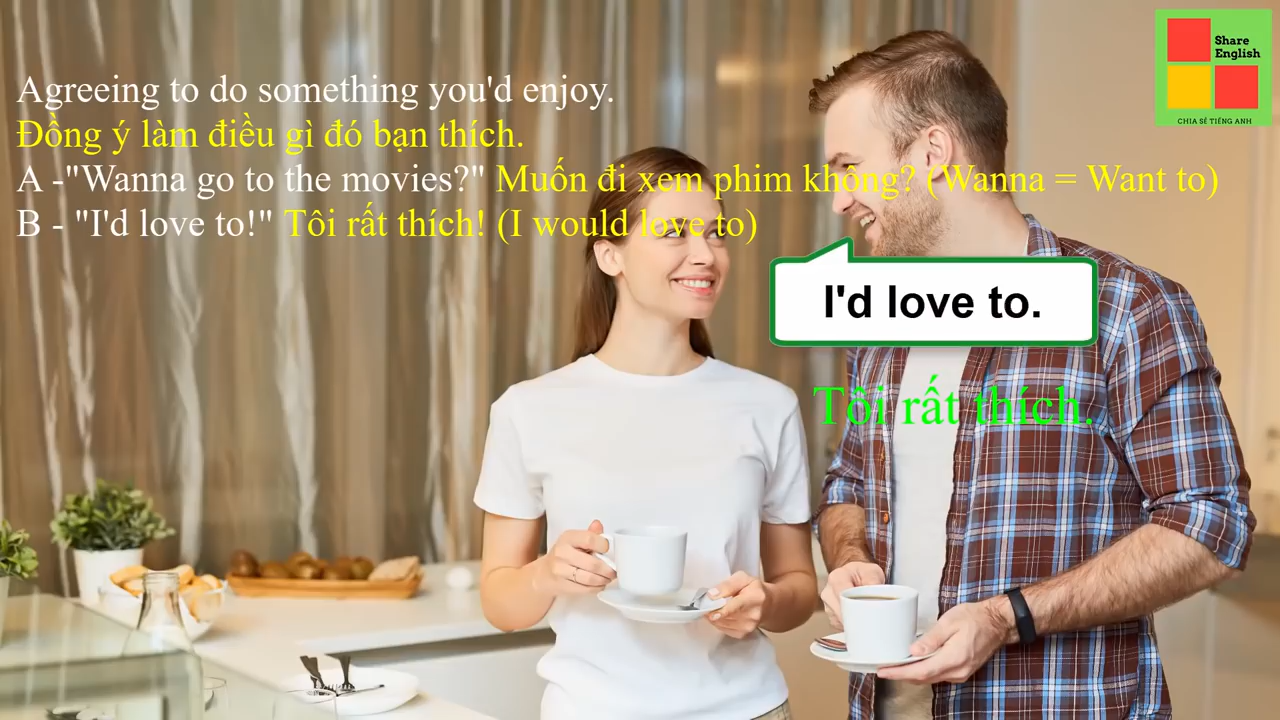 Agreeing to do something you'd enjoy.
Đồng ý làm điều gì đó bạn thích.
A -"Wanna go to the movies?" Muốn đi xem phim không? (Wanna = Want to)
B - "I'd love to!" Tôi rất thích! (I would love to)
I'd love to.
Tôi rất thích.
Share
English
CHIA SẺ TIẾNG ANH